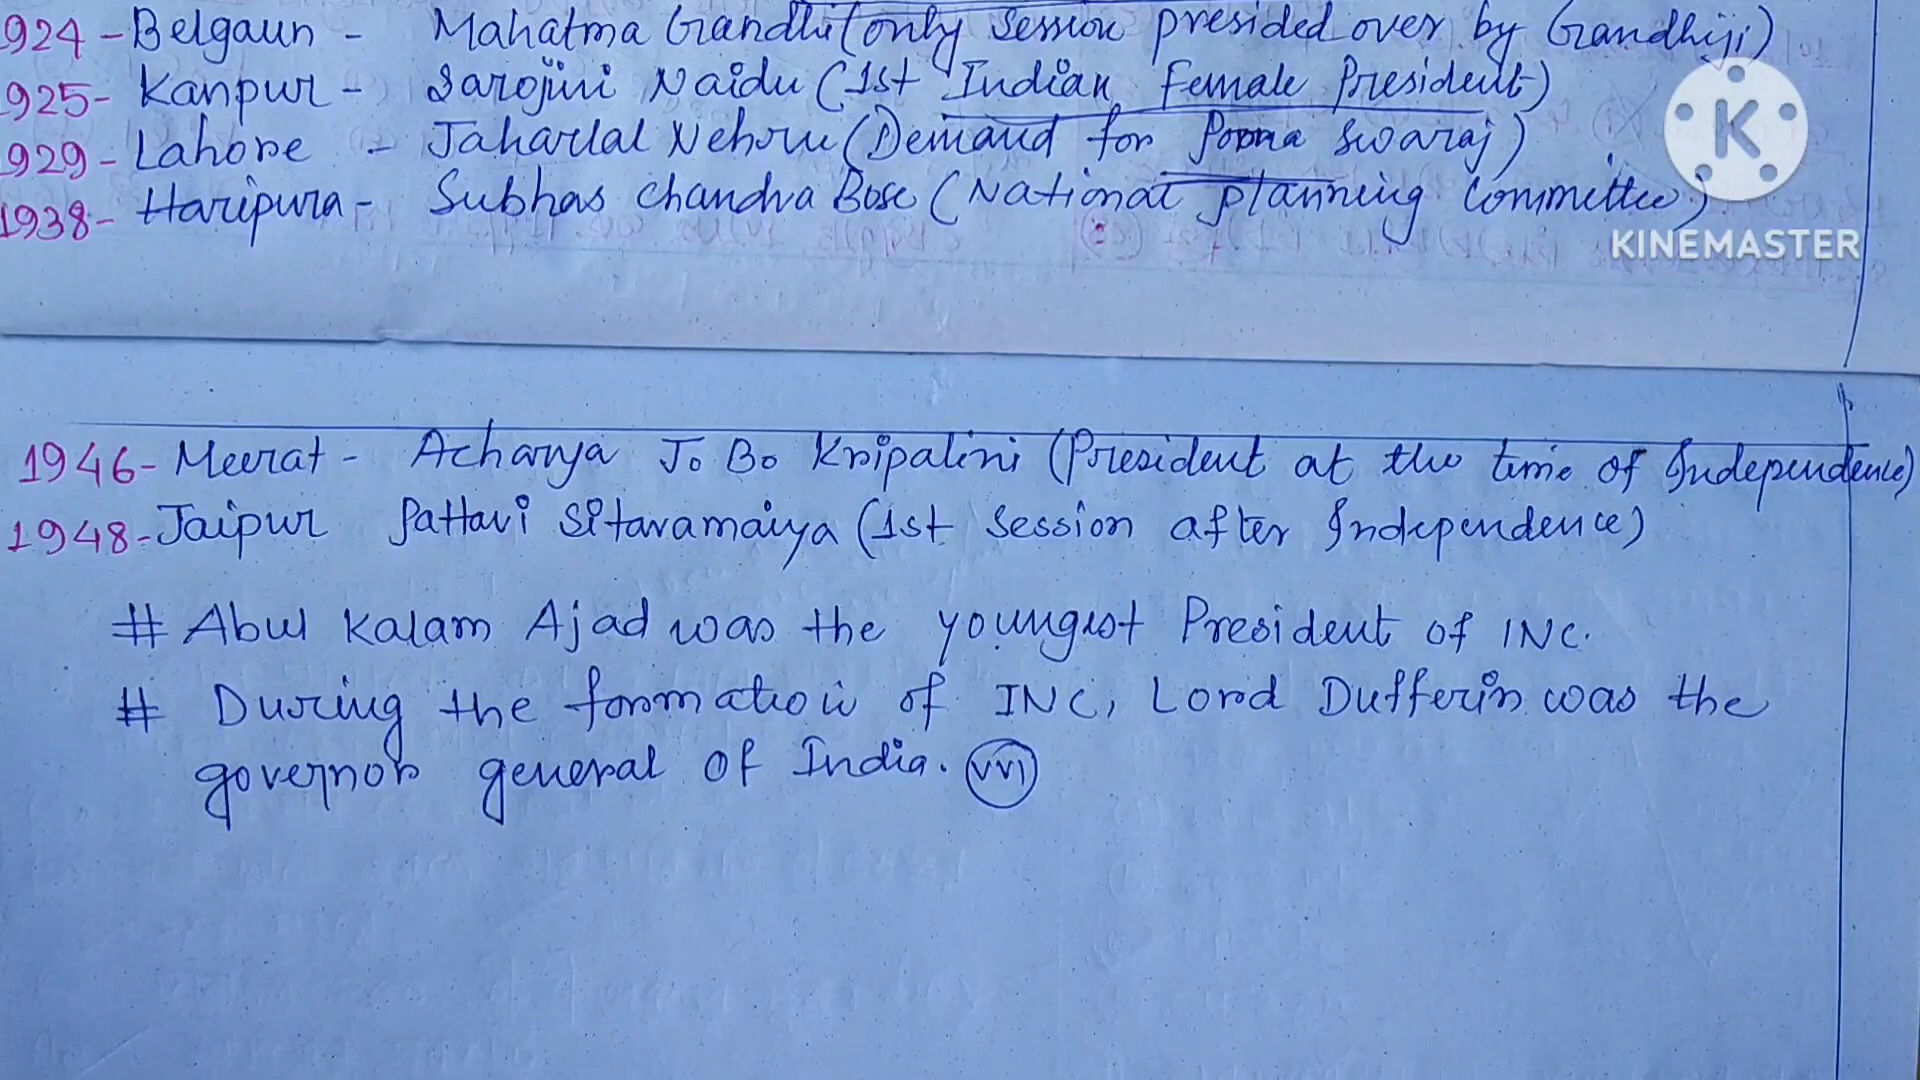 924 - Belgaun - Mahatma Gandhi (only session presided over by Gandhiji)
925 - Kanpur - Sarojini Naidu (1st Indian Female President)
929 - Lahore - Jaharlal Nehru (Demand for Poorna Swaraj)
1938 - Haripura - Subhas Chandra Bose (National planning Committee)
KINEMASTER
1946 - Meerat - Acharya J. B. Kripalini (President at the time of Independence)
1948 - Jaipur Pattavi Sitaramaiya (1st Session after Independence)
# Abul Kalam Ajad was the youngest President of INC.
# During the formation of INC, Lord Dufferin was the
governor general of India. VVI